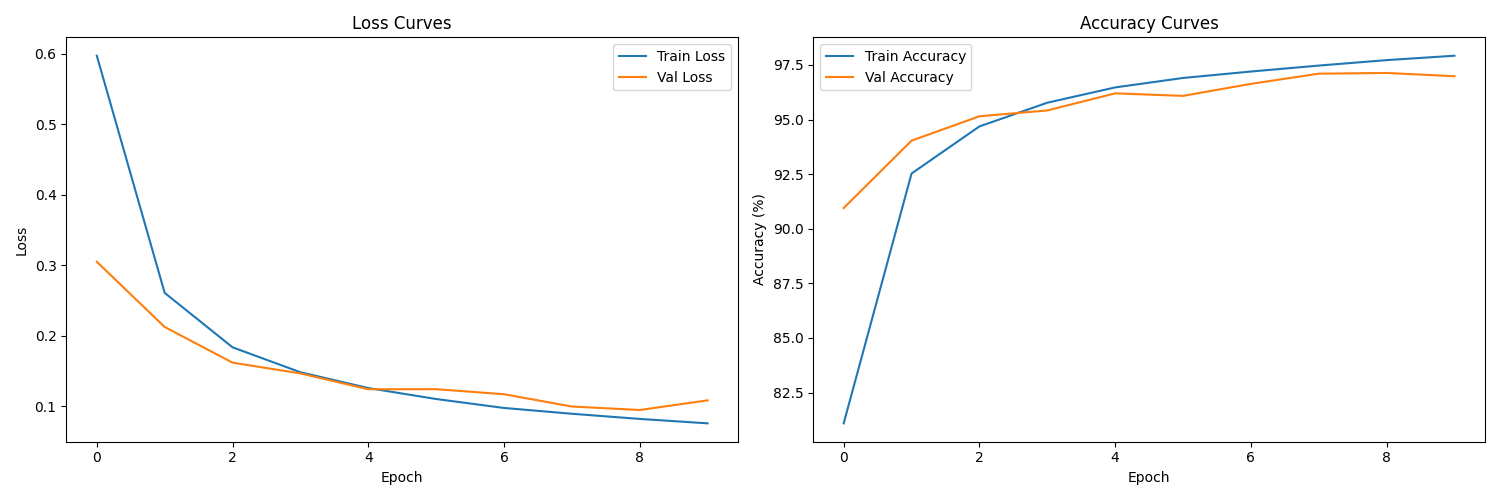 Loss Curves
Train Loss
Val Loss
0.6
0.5
0.4
0.3
0.2
0.1
Loss
0 2 4 6 8
Epoch
Accuracy Curves
Train Accuracy
Val Accuracy
97.5
95.0
92.5
90.0
87.5
85.0
82.5
Accuracy (%)
0 2 4 6 8
Epoch